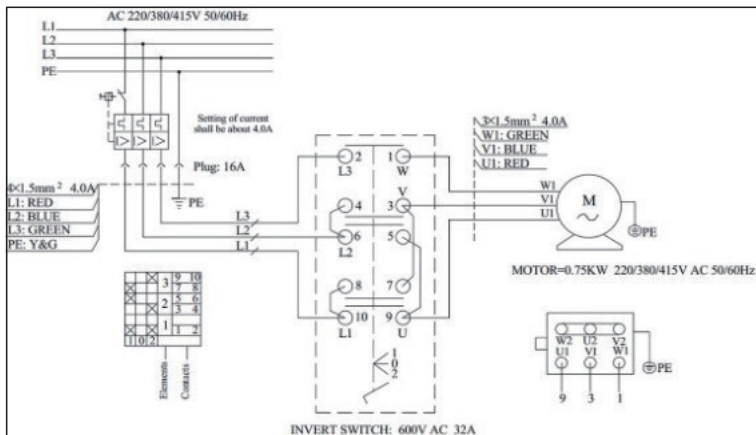 AC 220/380/415V 50/60Hz
L1
L2
L3
PE
Setting of current
shall be about 4.0A
Plug: 16A
4×1.5mm² 4.0A
L1: RED
L2: BLUE
L3: GREEN
PE: Y&G
PE
L3
L2
L1
2 1
L3 W
V
4 3
6 5
L2
8 7
10 9
L1 U
1
0
2
INVERT SWITCH: 600V AC 32A
3×1.5mm² 4.0A
W1: GREEN
V1: BLUE
U1: RED
W1
V1
U1
M
PE
MOTOR=0.75KW 220/380/415V AC 50/60Hz
3 9 10
7 8
2 5 6
3 4
1 1 2
1 0 2
Elements
Contacts
W2 U2 V2
U1 V1 W1
PE
9 3 1